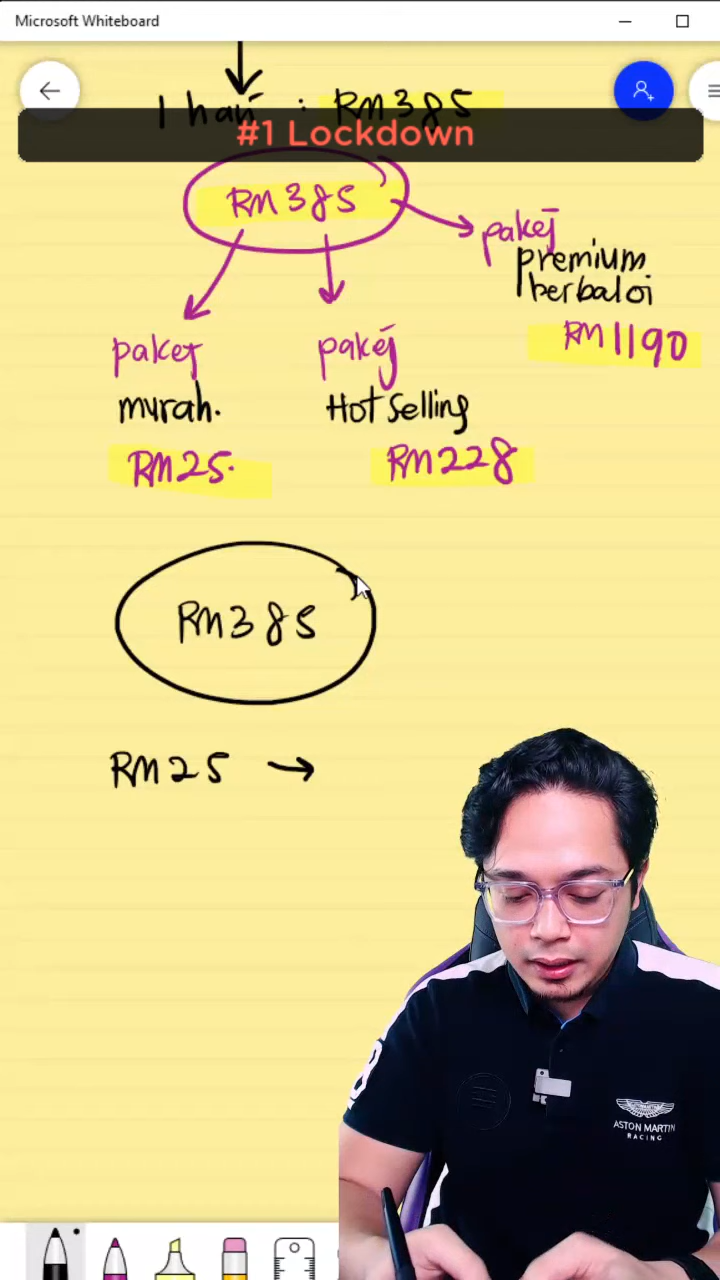 Microsoft Whiteboard
1 hari : RM385
#1 Lockdown
RM385
pakej
premium
berbaloi
RM1190
pakej
murah.
RM25.
pakej
Hot Selling
RM228
RM385
RM25 →
ASTON MARTIN
RACING